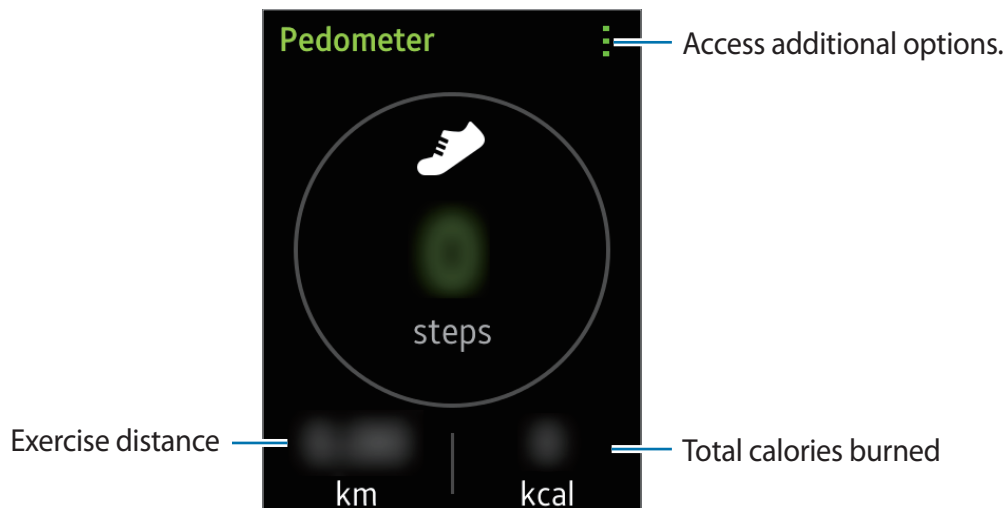 Pedometer
Access additional options.
steps
Exercise distance
Total calories burned
km
kcal